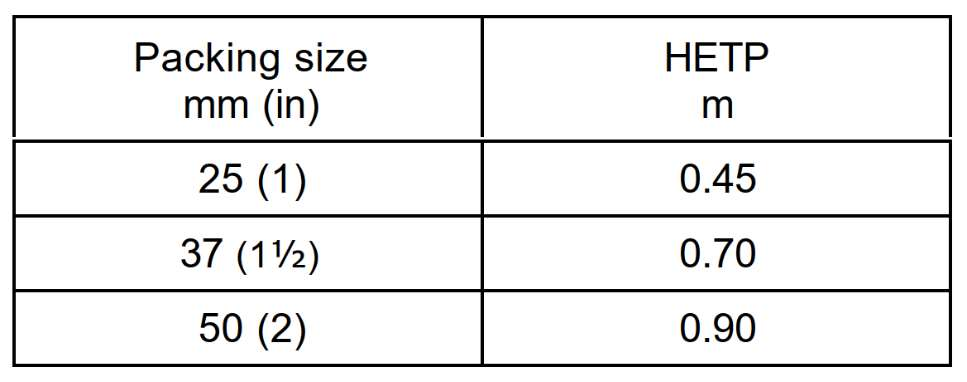 Packing size HETP
mm (in) m
25 (1) 0.45
37 (1½) 0.70
50 (2) 0.90